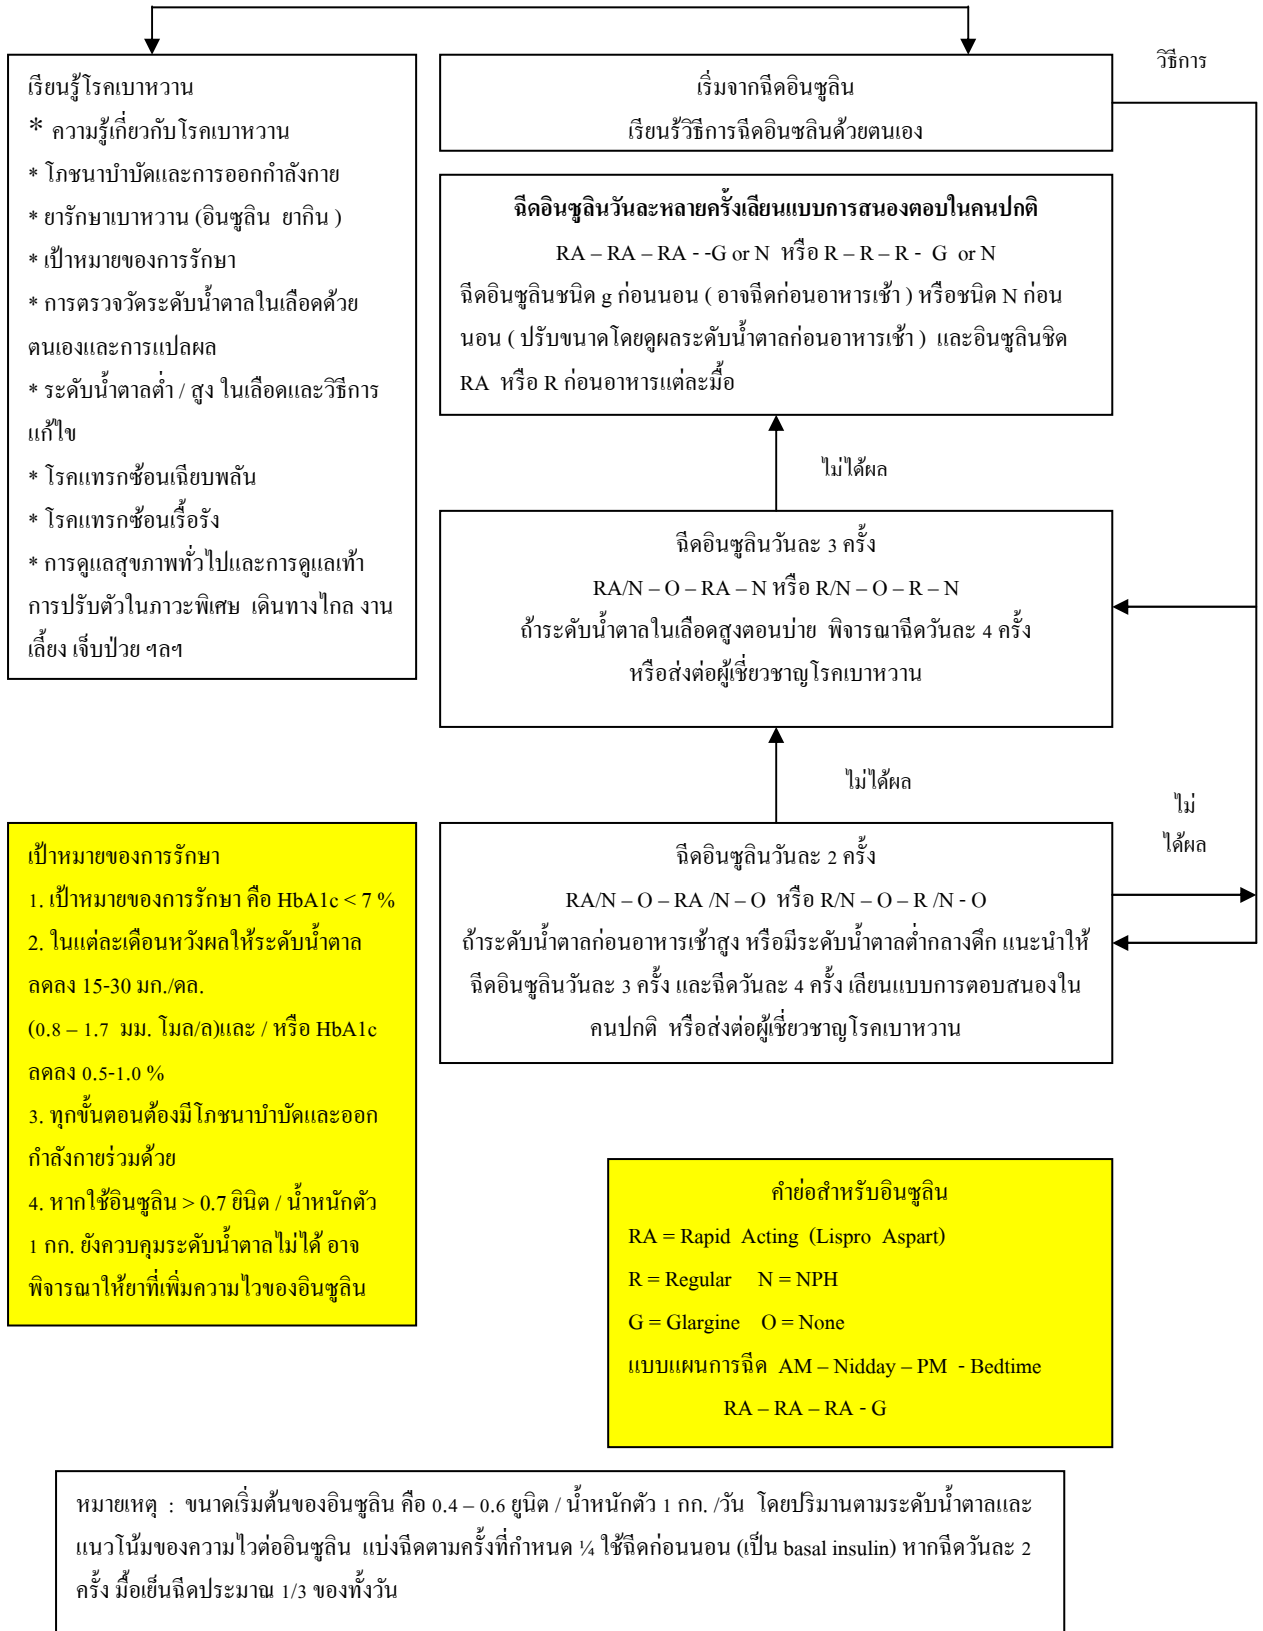 เรียนรู้โรคเบาหวาน
* ความรู้เกี่ยวกับโรคเบาหวาน
* โภชนาบำบัดและการออกกำลังกาย
* ยารักษาเบาหวาน (อินซูลิน ยากิน )
* เป้าหมายของการรักษา
* การตรวจวัดระดับน้ำตาลในเลือดด้วย
ตนเองและการแปลผล
* ระดับน้ำตาลต่ำ / สูง ในเลือดและวิธีการ
แก้ไข
* โรคแทรกซ้อนเฉียบพลัน
* โรคแทรกซ้อนเรื้อรัง
* การดูแลสุขภาพทั่วไปและการดูแลเท้า
การปรับตัวในภาวะพิเศษ เดินทางไกล งาน
เลี้ยง เจ็บป่วย ฯลฯ
เริ่มจากฉีดอินซูลิน
เรียนรู้วิธีการฉีดอินซลินด้วยตนเอง
วิธีการ
ฉีดอินซูลินวันละหลายครั้งเลียนแบบการสนองตอบในคนปกติ
RA – RA – RA - -G or N หรือ R – R – R - G or N
ฉีดอินซูลินชนิด g ก่อนนอน ( อาจฉีดก่อนอาหารเช้า ) หรือชนิด N ก่อน
นอน ( ปรับขนาดโดยดูผลระดับน้ำตาลก่อนอาหารเช้า ) และอินซูลินชิด
RA หรือ R ก่อนอาหารแต่ละมื้อ
ไม่ได้ผล
ฉีดอินซูลินวันละ 3 ครั้ง
RA/N – O – RA – N หรือ R/N – O – R – N
ถ้าระดับน้ำตาลในเลือดสูงตอนบ่าย พิจารณาฉีดวันละ 4 ครั้ง
หรือส่งต่อผู้เชี่ยวชาญโรคเบาหวาน
ไม่ได้ผล
ไม่
ได้ผล
ฉีดอินซูลินวันละ 2 ครั้ง
RA/N – O – RA /N – O หรือ R/N – O – R /N - O
ถ้าระดับน้ำตาลก่อนอาหารเช้าสูง หรือมีระดับน้ำตาลต่ำกลางดึก แนะนำให้
ฉีดอินซูลินวันละ 3 ครั้ง และฉีดวันละ 4 ครั้ง เลียนแบบการตอบสนองใน
คนปกติ หรือส่งต่อผู้เชี่ยวชาญโรคเบาหวาน
เป้าหมายของการรักษา
1. เป้าหมายของการรักษา คือ HbA1c < 7 %
2. ในแต่ละเดือนหวังผลให้ระดับน้ำตาล
ลดลง 15-30 มก./ดล.
(0.8 – 1.7 มม. โมล/ล)และ / หรือ HbA1c
ลดลง 0.5-1.0 %
3. ทุกขั้นตอนต้องมีโภชนาบำบัดและออก
กำลังกายร่วมด้วย
4. หากใช้อินซูลิน > 0.7 ยินิต / น้ำหนักตัว
1 กก. ยังควบคุมระดับน้ำตาลไม่ได้ อาจ
พิจารณาให้ยาที่เพิ่มความไวของอินซูลิน
คำย่อสำหรับอินซูลิน
RA = Rapid Acting (Lispro Aspart)
R = Regular N = NPH
G = Glargine O = None
แบบแผนการฉีด AM – Nidday – PM - Bedtime
RA – RA – RA - G
หมายเหตุ : ขนาดเริ่มต้นของอินซูลิน คือ 0.4 – 0.6 ยูนิต / น้ำหนักตัว 1 กก. /วัน โดยปริมานตามระดับน้ำตาลและ
แนวโน้มของความไวต่ออินซูลิน แบ่งฉีดตามครั้งที่กำหนด ¼ ใช้ฉีดก่อนนอน (เป็น basal insulin) หากฉีดวันละ 2
ครั้ง มื้อเย็นฉีดประมาณ 1/3 ของทั้งวัน